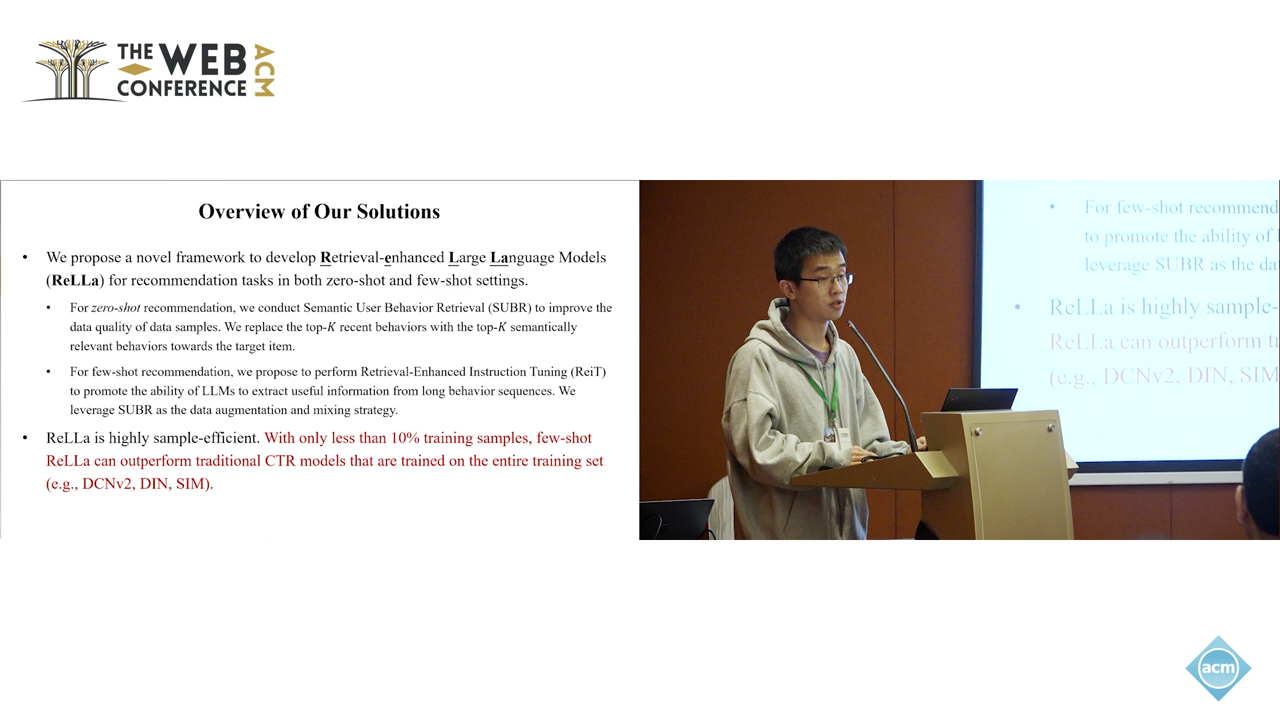 THE WEB
CONFERENCE
ACM
Overview of Our Solutions
• We propose a novel framework to develop Retrieval-enhanced Large Language Models
(ReLLa) for recommendation tasks in both zero-shot and few-shot settings.
• For zero-shot recommendation, we conduct Semantic User Behavior Retrieval (SUBR) to improve the
data quality of data samples. We replace the top-K recent behaviors with the top-K semantically
relevant behaviors towards the target item.
• For few-shot recommendation, we propose to perform Retrieval-Enhanced Instruction Tuning (ReiT)
to promote the ability of LLMs to extract useful information from long behavior sequences. We
leverage SUBR as the data augmentation and mixing strategy.
• ReLLa is highly sample-efficient. With only less than 10% training samples, few-shot
ReLLa can outperform traditional CTR models that are trained on the entire training set
(e.g., DCNv2, DIN, SIM).
• For few-shot recommend
to promote the ability of
leverage SUBR as the da
• ReLLa is highly sample-
ReLLa can outperform tr
(e.g., DCNv2, DIN, SIM
acm